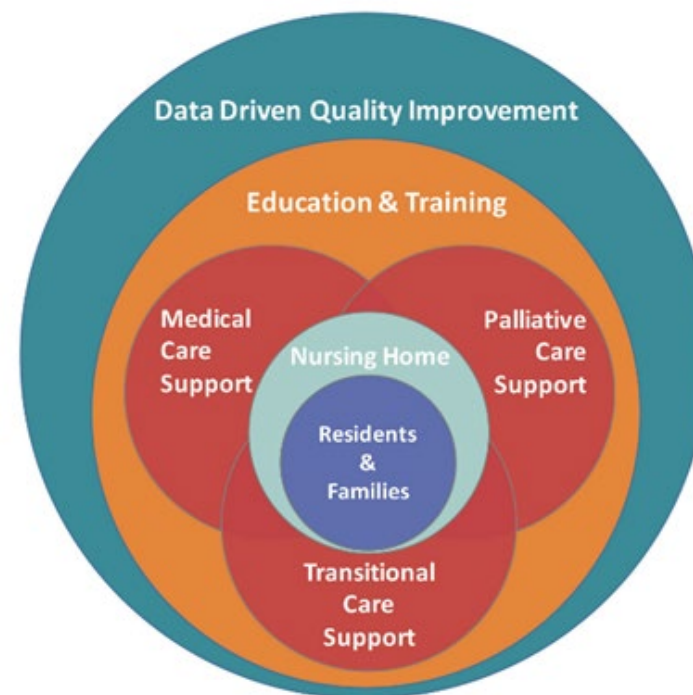 Data Driven Quality Improvement
Education & Training
Medical
Care
Support
Palliative
Care
Support
Nursing Home
Residents
&
Families
Transitional
Care
Support